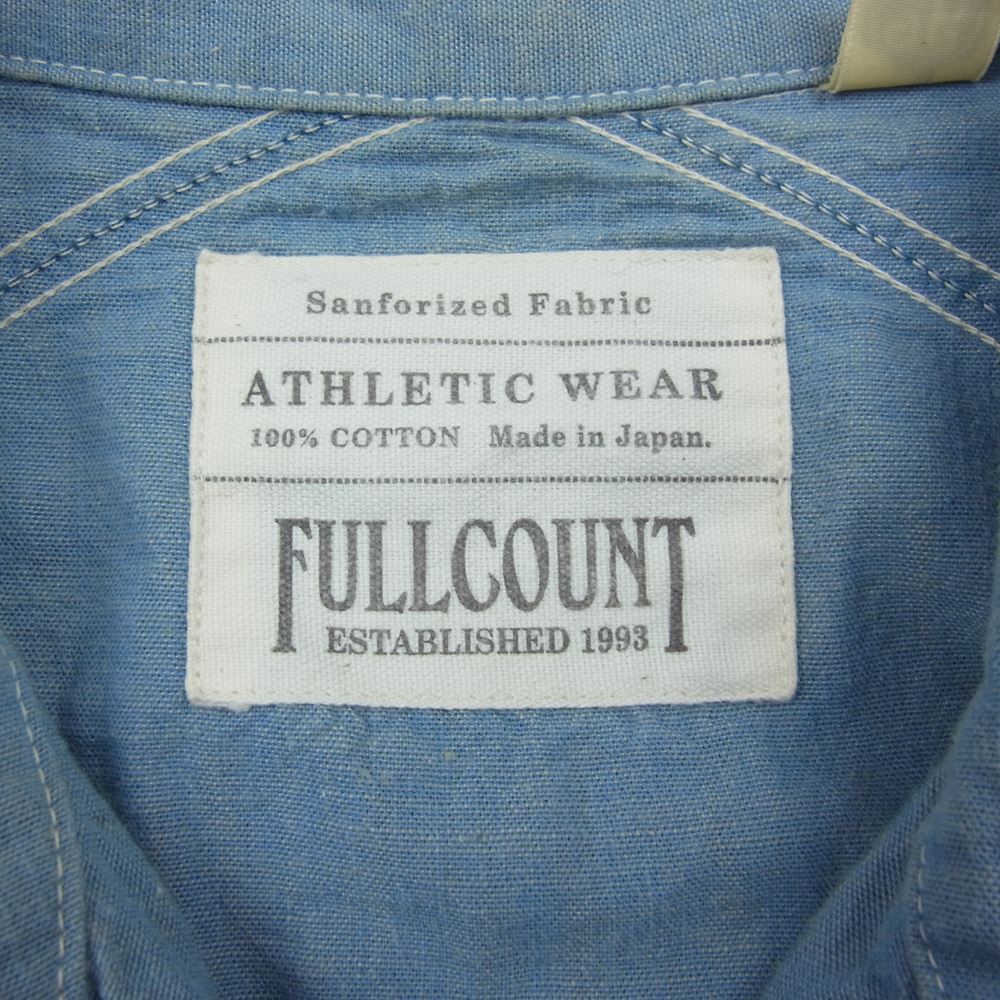 Sanforized Fabric
ATHLETIC WEAR
100% COTTON Made in Japan.
FULLCOUNT
ESTABLISHED 1993